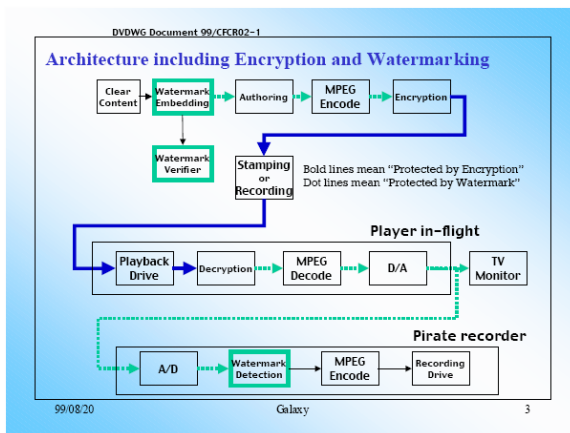 DVDWG Document 99/CFCR02-1
Architecture including Encryption and Watermarking
Clear
Content
Watermark
Embedding
Authoring
MPEG
Encode
Encryption
Watermark
Verifier
Stamping
or
Recording
Bold lines mean “Protected by Encryption”
Dot lines mean “Protected by Watermark”
Player in-flight
Playback
Drive
Decryption
MPEG
Decode
D/A
TV
Monitor
Pirate recorder
A/D
Watermark
Detection
MPEG
Encode
Recording
Drive
99/08/20
Galaxy
3